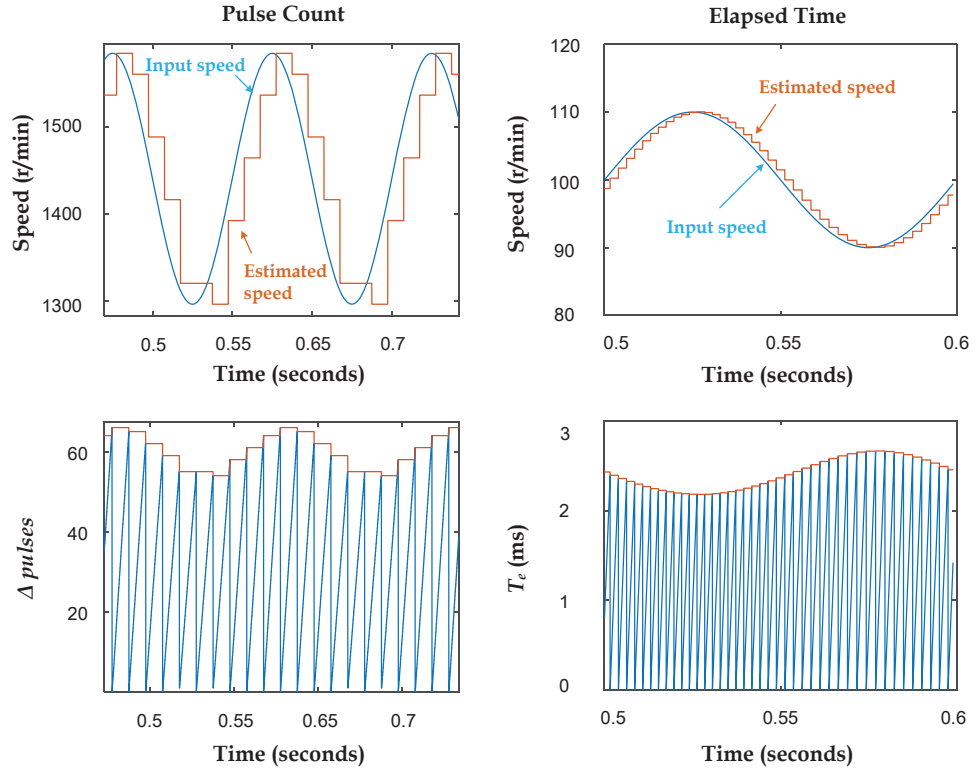 Pulse Count
Speed (r/min)
1500
1400
1300
Input speed
Estimated
speed
0.5
0.55
0.65
0.7
Time (seconds)
Elapsed Time
Speed (r/min)
120
110
100
90
80
Estimated speed
Input speed
0.5
0.55
0.6
Time (seconds)
Δ pulses
60
40
20
0.5
0.55
0.65
0.7
Time (seconds)
Te (ms)
3
2
1
0
0.5
0.55
0.6
Time (seconds)